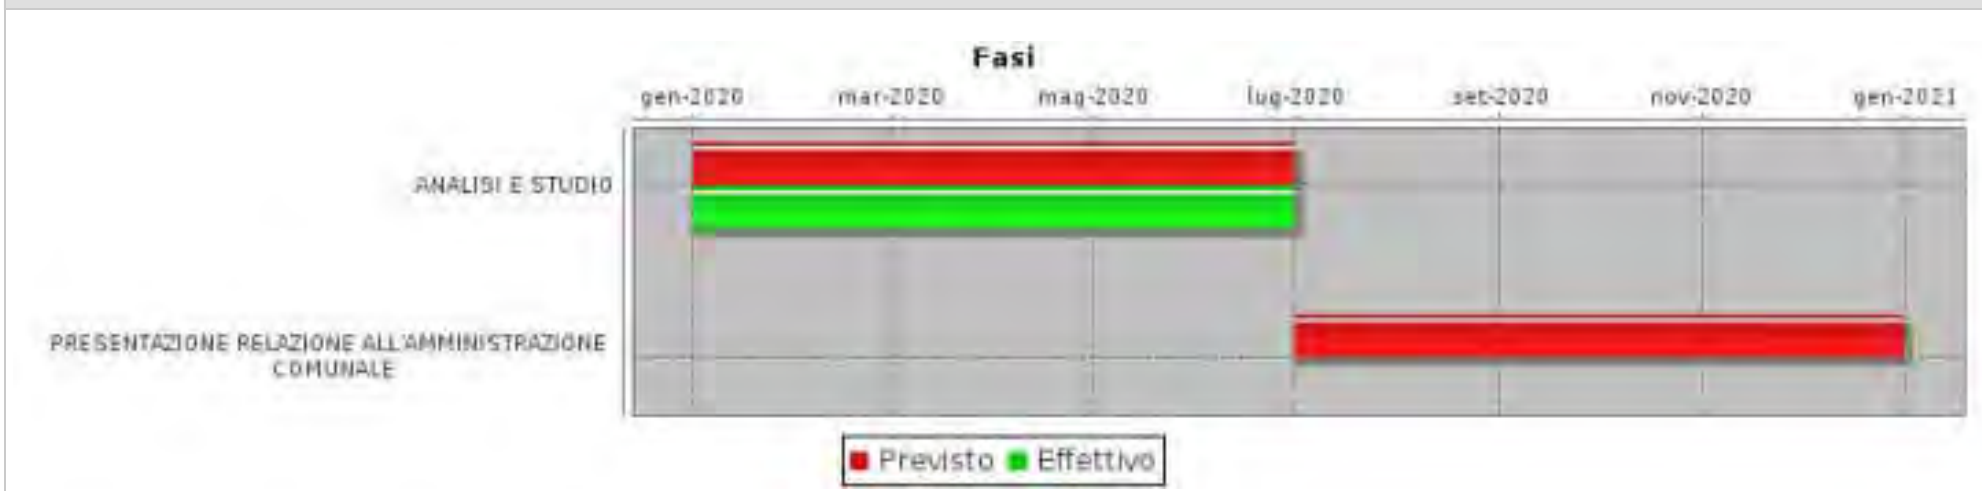 Fasi
gen-2020 mar-2020 mag-2020 lug-2020 set-2020 nov-2020 gen-2021
ANALISI E STUDIO
PRESENTAZIONE RELAZIONE ALL'AMMINISTRAZIONE
COMUNALE
Previsto Effettivo